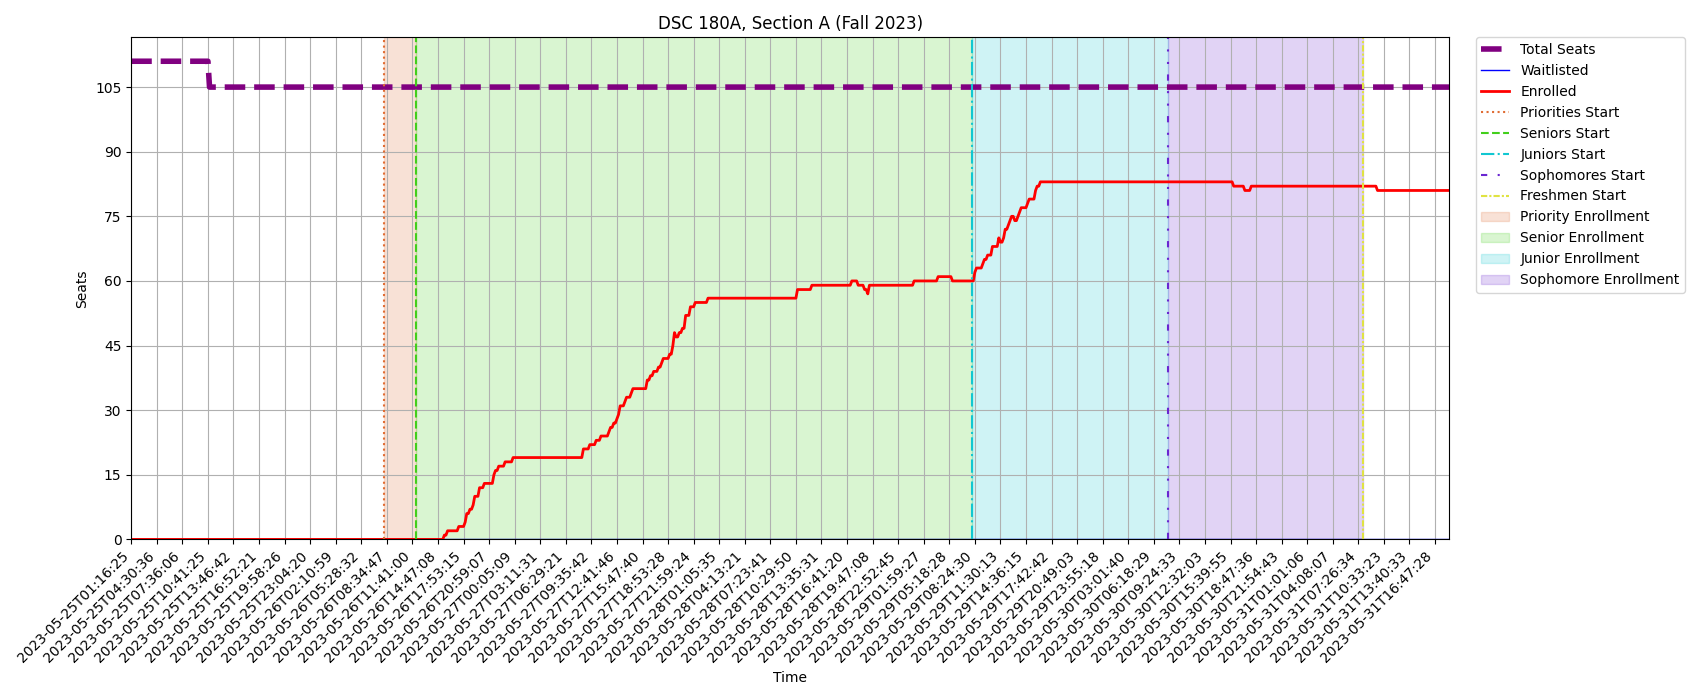 DSC 180A, Section A (Fall 2023)
Total Seats
Waitlisted
Enrolled
Priorities Start
Seniors Start
Juniors Start
Sophomores Start
Freshmen Start
Priority Enrollment
Senior Enrollment
Junior Enrollment
Sophomore Enrollment
Seats
105
90
75
60
45
30
15
0
2023-05-25T01:16:25
2023-05-25T04:30:36
2023-05-25T07:36:06
2023-05-25T10:41:25
2023-05-25T13:46:42
2023-05-25T16:52:21
2023-05-25T19:58:26
2023-05-25T23:04:20
2023-05-26T02:10:59
2023-05-26T05:28:32
2023-05-26T08:34:47
2023-05-26T11:41:00
2023-05-26T14:47:08
2023-05-26T17:53:15
2023-05-26T20:59:07
2023-05-27T00:05:09
2023-05-27T03:11:31
2023-05-27T06:29:21
2023-05-27T09:35:42
2023-05-27T12:41:46
2023-05-27T15:47:40
2023-05-27T18:53:28
2023-05-27T21:59:24
2023-05-28T01:05:35
2023-05-28T04:13:21
2023-05-28T07:23:41
2023-05-28T10:29:50
2023-05-28T13:35:31
2023-05-28T16:41:20
2023-05-28T19:47:08
2023-05-28T22:52:45
2023-05-29T01:59:27
2023-05-29T05:18:28
2023-05-29T08:24:30
2023-05-29T11:30:13
2023-05-29T14:36:15
2023-05-29T17:42:42
2023-05-29T20:49:03
2023-05-29T23:55:18
2023-05-30T03:01:40
2023-05-30T06:18:29
2023-05-30T09:24:33
2023-05-30T12:32:03
2023-05-30T15:39:55
2023-05-30T18:47:36
2023-05-30T21:54:43
2023-05-31T01:01:06
2023-05-31T04:08:07
2023-05-31T07:26:34
2023-05-31T10:33:23
2023-05-31T13:40:33
2023-05-31T16:47:28
Time